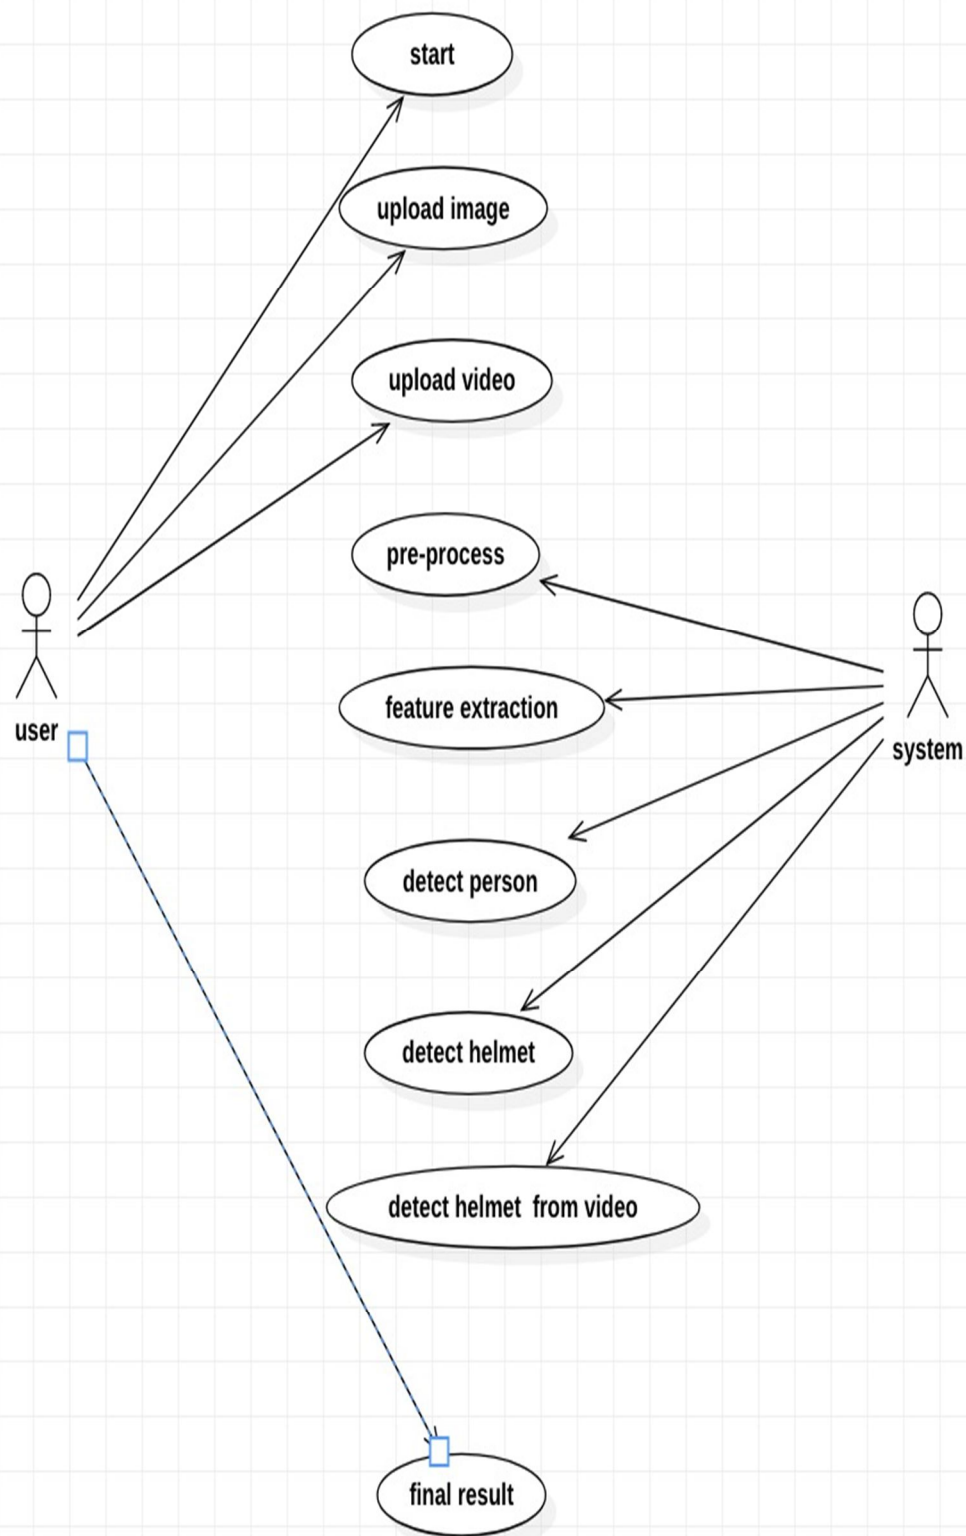 start
upload image
upload video
pre-process
feature extraction
user
system
detect person
detect helmet
detect helmet  from video
final result